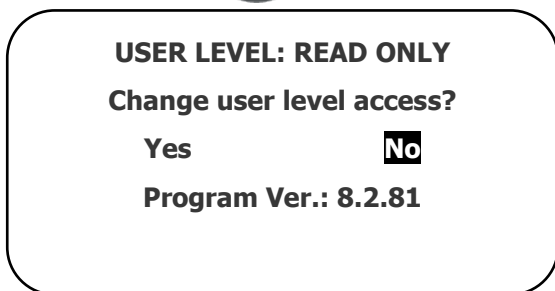 USER LEVEL: READ ONLY
Change user level access?
Yes No
Program Ver.: 8.2.81